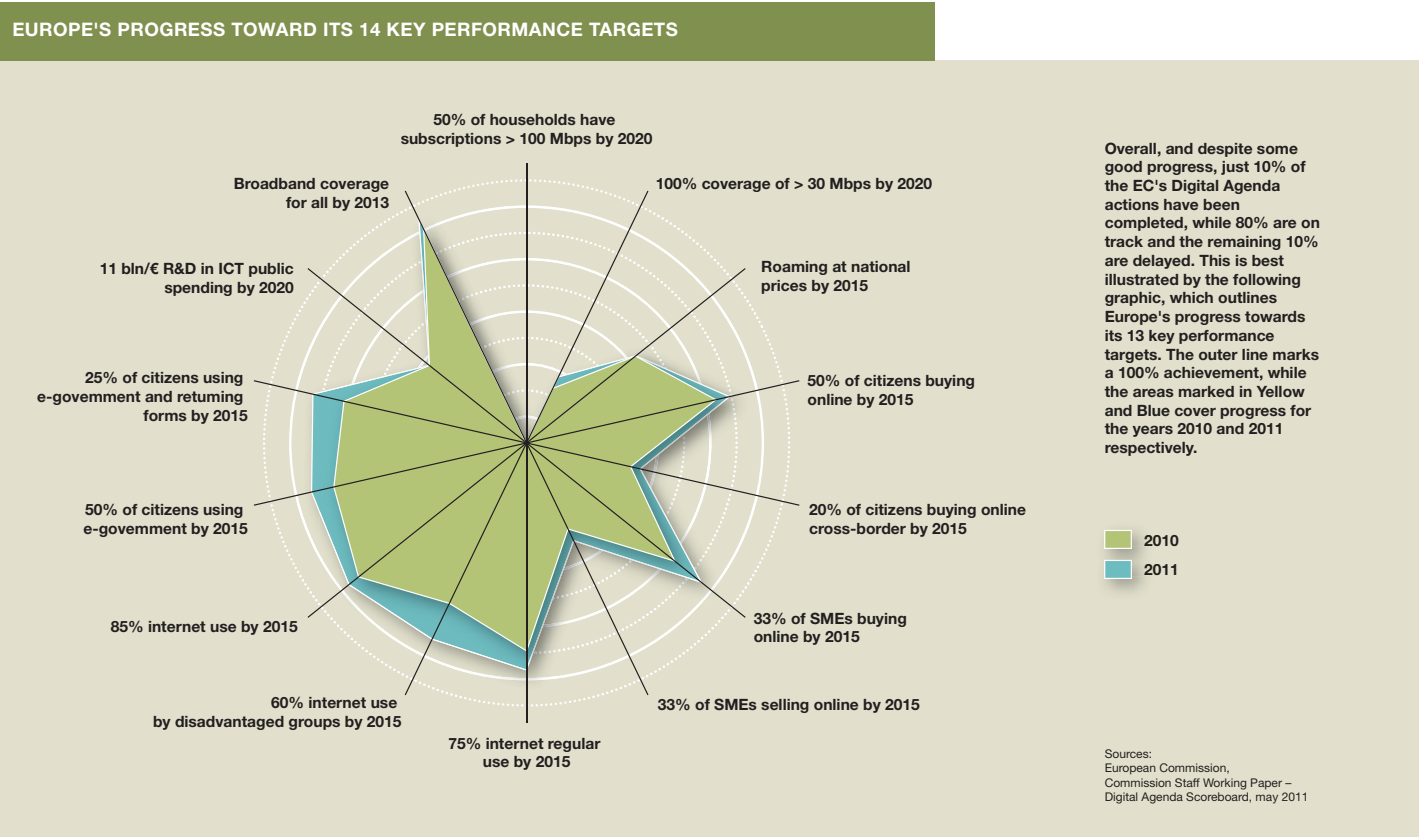 EUROPE'S PROGRESS TOWARD ITS 14 KEY PERFORMANCE TARGETS
50% of households have
subscriptions > 100 Mbps by 2020
100% coverage of > 30 Mbps by 2020
Roaming at national
prices by 2015
50% of citizens buying
online by 2015
20% of citizens buying online
cross-border by 2015
33% of SMEs buying
online by 2015
33% of SMEs selling online by 2015
75% internet regular
use by 2015
60% internet use
by disadvantaged groups by 2015
85% internet use by 2015
50% of citizens using
e-govemment by 2015
25% of citizens using
e-govemment and retuming
forms by 2015
11 bln/€ R&D in ICT public
spending by 2020
Broadband coverage
for all by 2013
Overall, and despite some
good progress, just 10% of
the EC's Digital Agenda
actions have been
completed, while 80% are on
track and the remaining 10%
are delayed. This is best
illustrated by the following
graphic, which outlines
Europe's progress towards
its 13 key performance
targets. The outer line marks
a 100% achievement, while
the areas marked in Yellow
and Blue cover progress for
the years 2010 and 2011
respectively.
2010
2011
Sources:
European Commission,
Commission Staff Working Paper –
Digital Agenda Scoreboard, may 2011